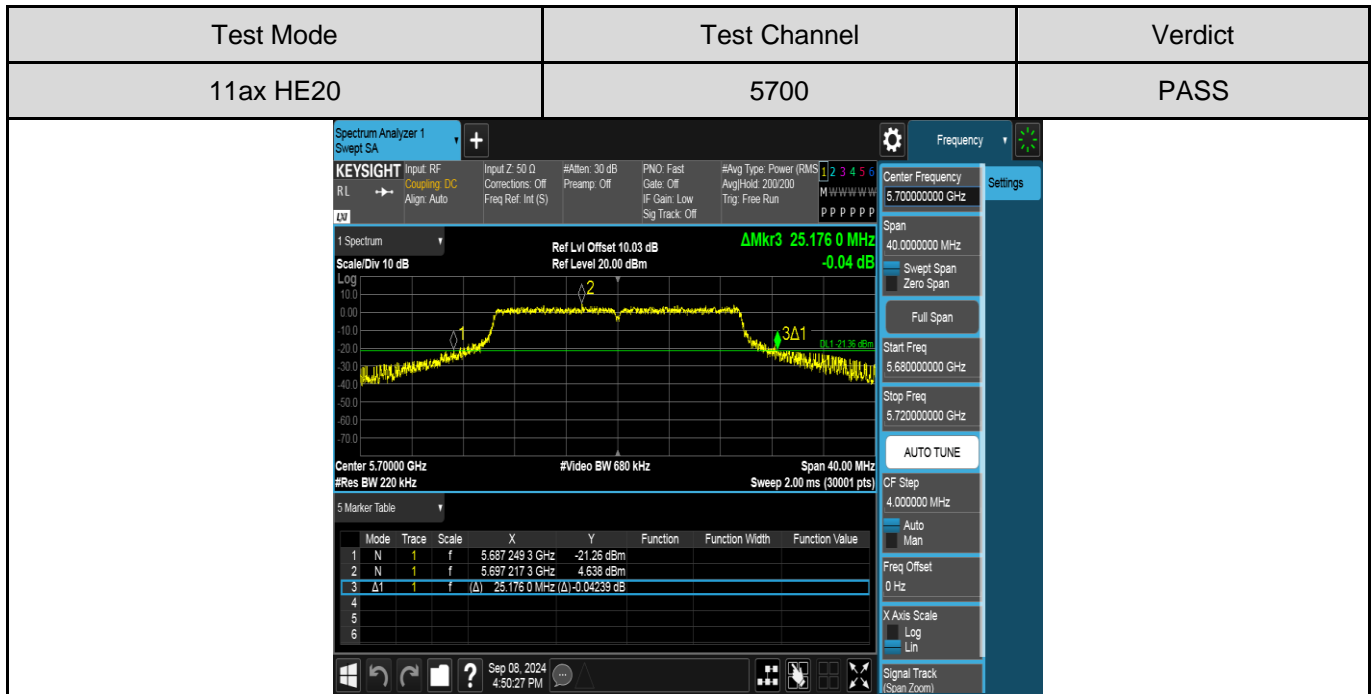 Test Mode Test Channel Verdict
11ax HE20 5700 PASS
Spectrum Analyzer 1
Swept SA
+
Frequency
KEYSIGHT Input: RF Input Z: 50 Ω #Atten: 30 dB PNO: Fast #Avg Type: Power (RMS 1 2 3 4 5 6
RL Coupling: DC Corrections: Off Preamp: Off Gate: Off Avg|Hold: 200/200 M W W W W W
Align: Auto Freq Ref: Int (S) IF Gain: Low Trig: Free Run
LXI Sig Track: Off P P P P P P
1 Spectrum
Ref Lvl Offset 10.03 dB ΔMkr3 25.176 0 MHz
Scale/Div 10 dB Ref Level 20.00 dBm -0.04 dB
Log
10.0
0.00
-10.0
-20.0
-30.0
-40.0
-50.0
-60.0
-70.0
2
1
3Δ1
DL1 -21.36 dBm
Center 5.70000 GHz #Video BW 680 kHz Span 40.00 MHz
#Res BW 220 kHz Sweep 2.00 ms (30001 pts)
5 Marker Table
Mode Trace Scale X Y Function Function Width Function Value
1 N 1 f 5.687 249 3 GHz -21.26 dBm
2 N 1 f 5.697 217 3 GHz 4.638 dBm
3 Δ1 1 f (Δ) 25.176 0 MHz (Δ) -0.04239 dB
4
5
6
?
Sep 08, 2024
4:50:27 PM
Center Frequency
5.700000000 GHz
Settings
Span
40.0000000 MHz
Swept Span
Zero Span
Full Span
Start Freq
5.680000000 GHz
Stop Freq
5.720000000 GHz
AUTO TUNE
CF Step
4.000000 MHz
Auto
Man
Freq Offset
0 Hz
X Axis Scale
Log
Lin
Signal Track
(Span Zoom)